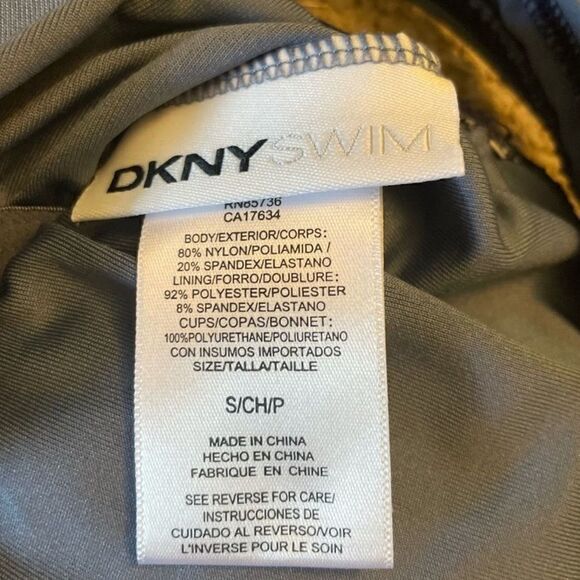 DKNY SWIM
RN85736
CA17634
BODY/EXTERIOR/CORPS:
80% NYLON/POLIAMIDA /
20% SPANDEX/ELASTANO
LINING/FORRO/DOUBLURE:
92% POLYESTER/POLIESTER
8% SPANDEX/ELASTANO
CUPS/COPAS/BONNET:
100%POLYURETHANE/POLIURETANO
CON INSUMOS IMPORTADOS
SIZE/TALLA/TAILLE
S/CH/P
MADE IN CHINA
HECHO EN CHINA
FABRIQUE EN CHINE
SEE REVERSE FOR CARE/
INSTRUCCIONES DE
CUIDADO AL REVERSO/VOIR
L'INVERSE POUR LE SOIN